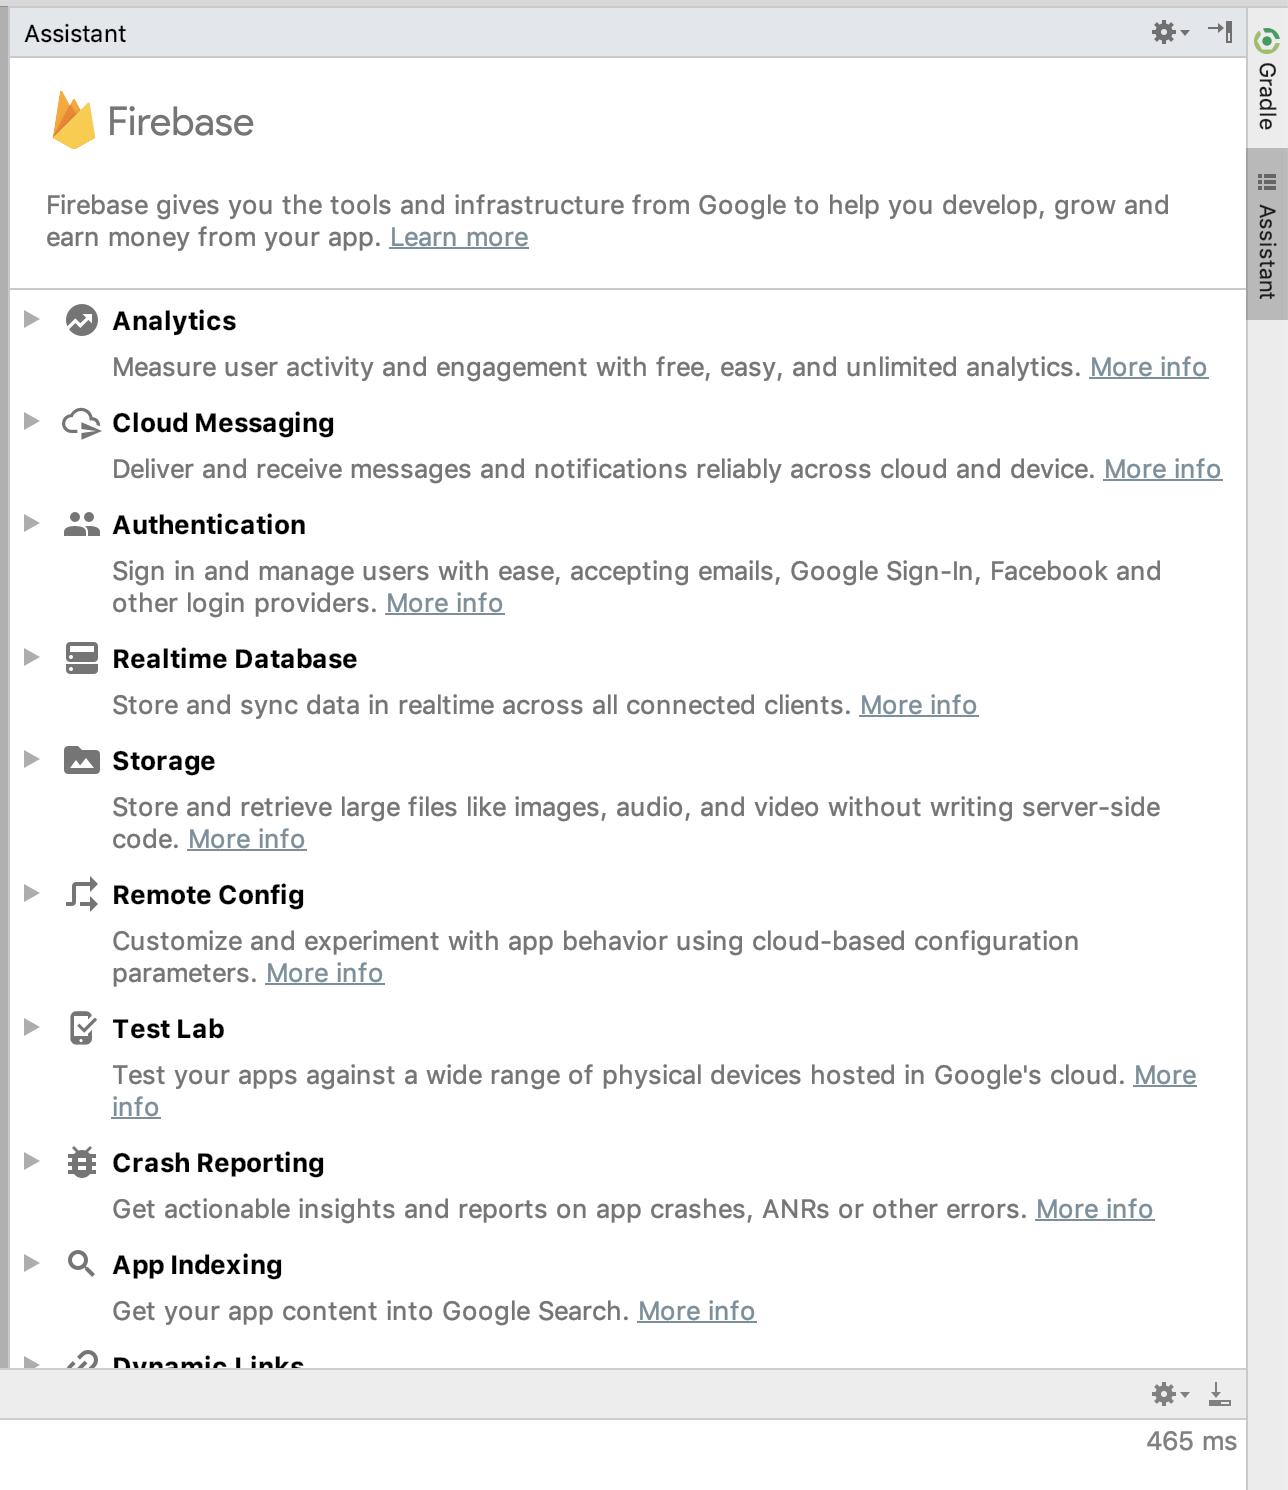 Assistant
Firebase
Firebase gives you the tools and infrastructure from Google to help you develop, grow and
earn money from your app. Learn more
Analytics
Measure user activity and engagement with free, easy, and unlimited analytics. More info
Cloud Messaging
Deliver and receive messages and notifications reliably across cloud and device. More info
Authentication
Sign in and manage users with ease, accepting emails, Google Sign-In, Facebook and
other login providers. More info
Realtime Database
Store and sync data in realtime across all connected clients. More info
Storage
Store and retrieve large files like images, audio, and video without writing server-side
code. More info
Remote Config
Customize and experiment with app behavior using cloud-based configuration
parameters. More info
Test Lab
Test your apps against a wide range of physical devices hosted in Google's cloud. More
info
Crash Reporting
Get actionable insights and reports on app crashes, ANRs or other errors. More info
App Indexing
Get your app content into Google Search. More info
Dynamic Links
465 ms
Gradle
Assistant